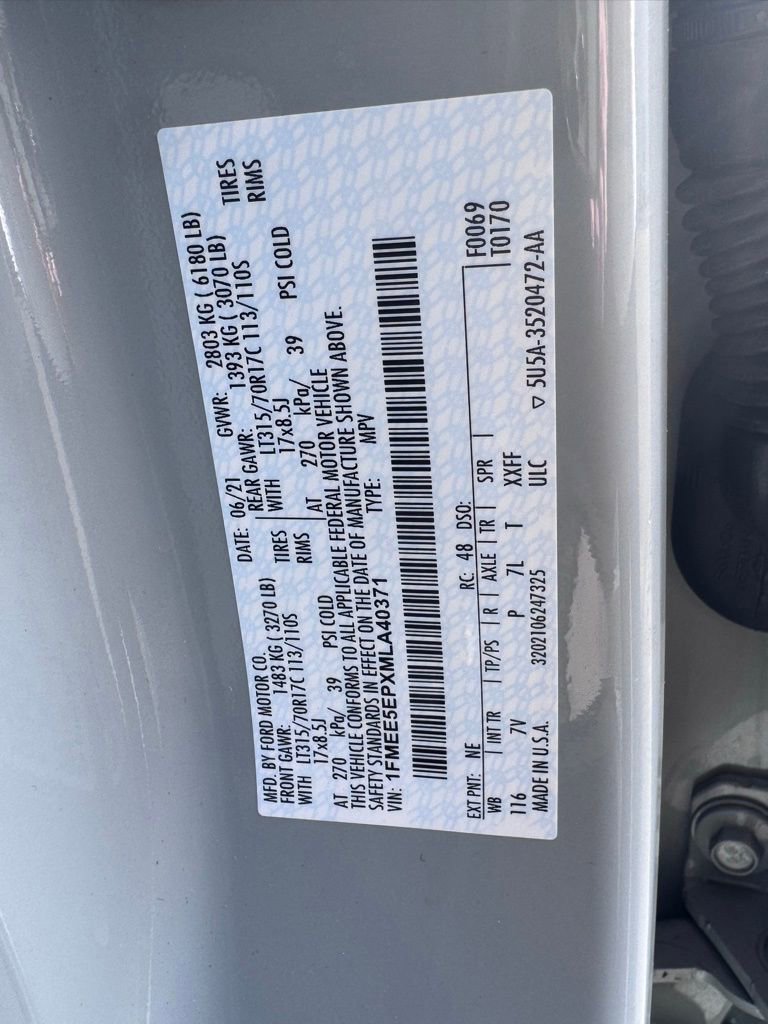 MFD. BY FORD MOTOR CO. DATE: 06/21 GVWR: 2803 KG ( 6180 LB)
FRONT GAWR: 1483 KG ( 3270 LB) REAR GAWR: 1393 KG ( 3070 LB)
WITH LT315/70R17C 113/110S TIRES WITH LT315/70R17C 113/110S TIRES
17x8.5J RIMS 17x8.5J RIMS
AT 270 kPa/ 39 PSI COLD AT 270 kPa/ 39 PSI COLD
THIS VEHICLE CONFORMS TO ALL APPLICABLE FEDERAL MOTOR VEHICLE
SAFETY STANDARDS IN EFFECT ON THE DATE OF MANUFACTURE SHOWN ABOVE.
VIN: 1FMEE5EPXMLA40371 TYPE: MPV
EXT PNT: NE RC: 48 DSO: F0069
WB | INT TR | TP/PS | R | AXLE | TR | SPR | T0170
116 7V P 7L T XXFF
MADE IN U.S.A. 3202106247325 ULC ▽ 5U5A-3520472-AA